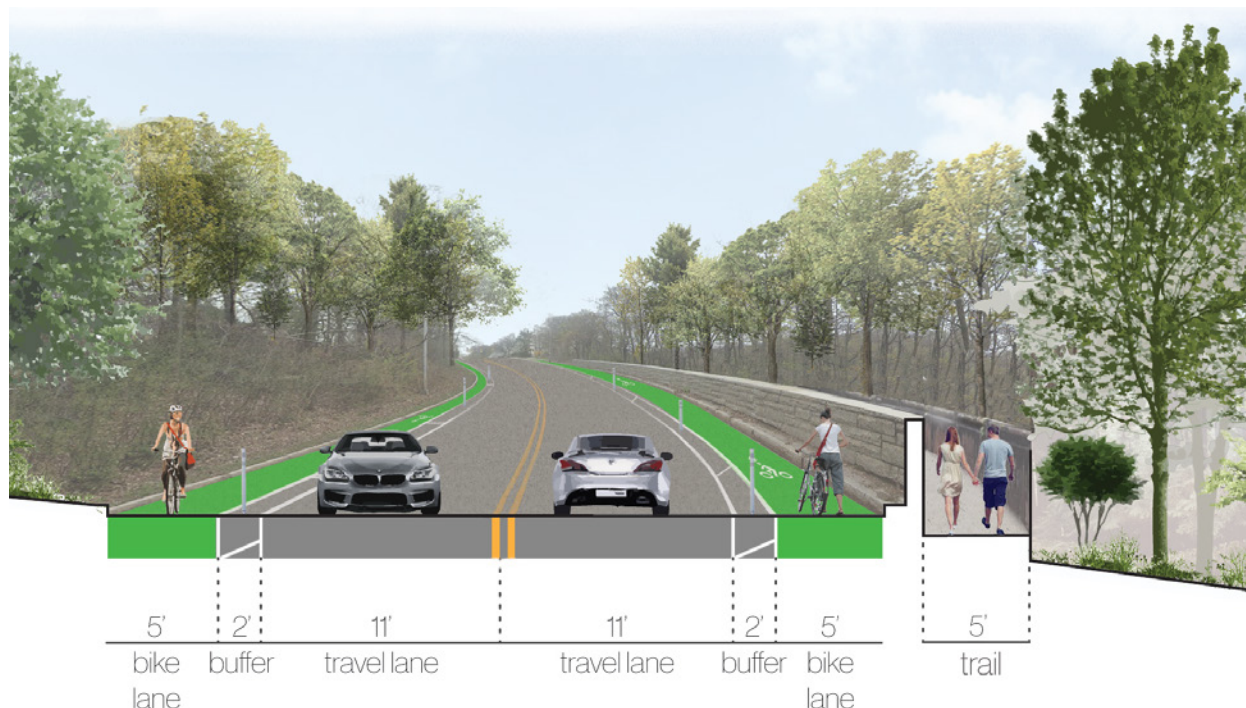 5' 2' 11' 11' 2' 5' 5'
bike buffer travel lane travel lane buffer bike trail
lane lane